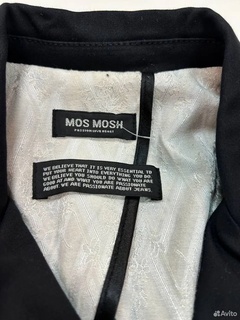 MOS MOSH
PASSIONATE HEART
WE BELIEVE THAT IT IS VERY ESSENTIAL TO
PUT YOUR HEART INTO EVERYTHING YOU DO.
WE BELIEVE YOU SHOULD DO WHAT YOU ARE
GOOD AT AND WHAT YOU ARE PASSIONATE
ABOUT. WE ARE PASSIONATE ABOUT JEANS.
Avito